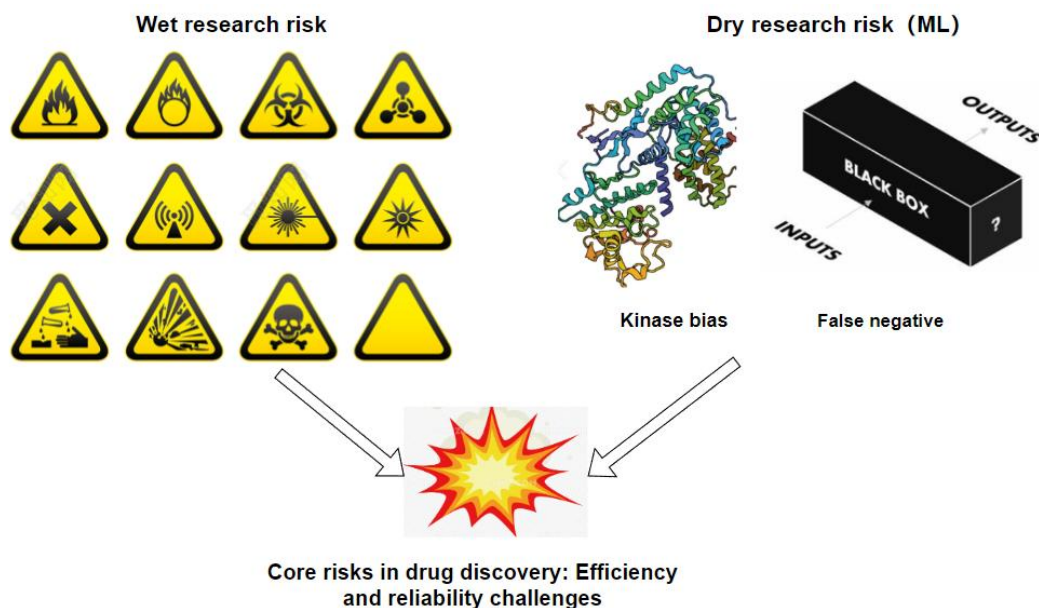 Wet research risk
Dry research risk（ML）
OUTPUTS
BLACK BOX
?
INPUTS
Kinase bias
False negative
Core risks in drug discovery: Efficiency
and reliability challenges